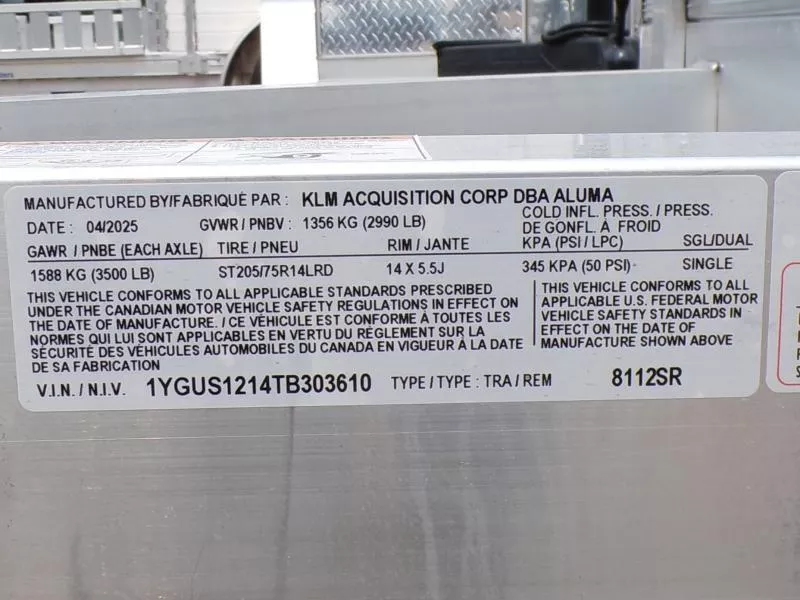 MANUFACTURED BY/FABRIQUÉ PAR : KLM ACQUISITION CORP DBA ALUMA
DATE : 04/2025 GVWR / PNBV : 1356 KG (2990 LB) COLD INFL. PRESS. / PRESS. DE GONFL. À FROID
GAWR / PNBE (EACH AXLE) TIRE / PNEU RIM / JANTE KPA (PSI / LPC) SGL/DUAL
1588 KG (3500 LB) ST205/75R14LRD 14 X 5.5J 345 KPA (50 PSI) SINGLE
THIS VEHICLE CONFORMS TO ALL APPLICABLE STANDARDS PRESCRIBED
UNDER THE CANADIAN MOTOR VEHICLE SAFETY REGULATIONS IN EFFECT ON
THE DATE OF MANUFACTURE. / CE VÉHICULE EST CONFORME À TOUTES LES
NORMES QUI LUI SONT APPLICABLES EN VERTU DU RÈGLEMENT SUR LA
SÉCURITÉ DES VÉHICULES AUTOMOBILES DU CANADA EN VIGUEUR À LA DATE
DE SA FABRICATION
THIS VEHICLE CONFORMS TO ALL
APPLICABLE U.S. FEDERAL MOTOR
VEHICLE SAFETY STANDARDS IN
EFFECT ON THE DATE OF
MANUFACTURE SHOWN ABOVE
V.I.N. / N.I.V. 1YGUS1214TB303610 TYPE / TYPE : TRA / REM 8112SR